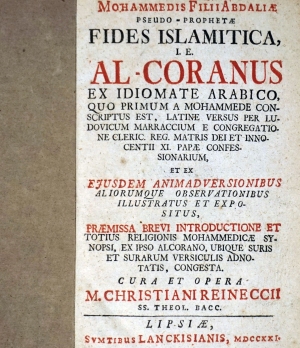 MOHAMMEDIS FILII ABDALLÆ
PSEUDO-PROPHETÆ
FIDES ISLAMITICA,
I. E.
AL-CORANUS
EX IDIOMATE ARABICO,
QUO PRIMUM A MOHAMMEDE CON-
SCRIPTUS EST, LATINE VERSUS PER LU-
DOVICUM MARRACCIUM E CONGREGATIO-
NE CLERIC. REG. MATRIS DEI ET INNO-
CENTII XI. PAPÆ CONFES-
SIONARIUM,
ET EX
EJUSDEM ANIMADVERSIONIBUS
ALIORUMQUE OBSERVATIONIBUS
ILLUSTRATUS ET EXPO-
SITUS,
PRÆMISSA BREVI INTRODUCTIONE ET
TOTIUS RELIGIONIS MOHAMMEDICÆ SY-
NOPSI, EX IPSO ALCORANO, UBIQUE SURIS
ET SURARUM VERSICULIS ADNO-
TATIS, CONGESTA.
CURA ET OPERA
M. CHRISTIANI REINECCII
SS. THEOL. BACC.
LIPSIÆ,
SUMTIBUS LANCKISIANIS, MDCCXXI.